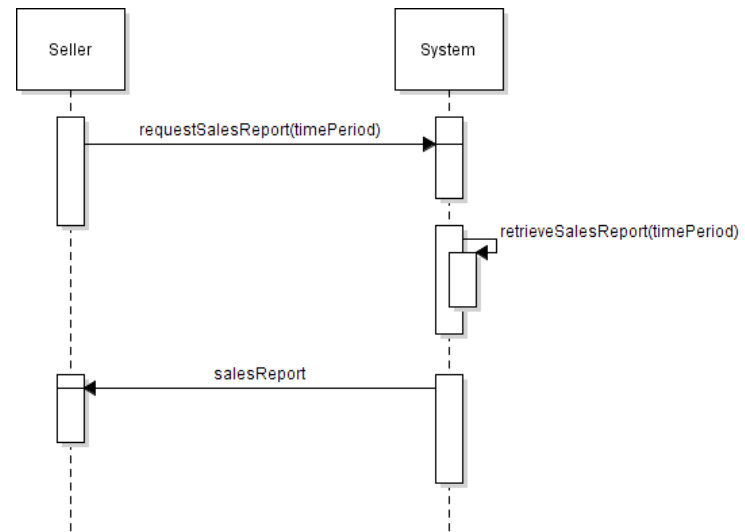 Seller
System
requestSalesReport(timePeriod)
retrieveSalesReport(timePeriod)
salesReport